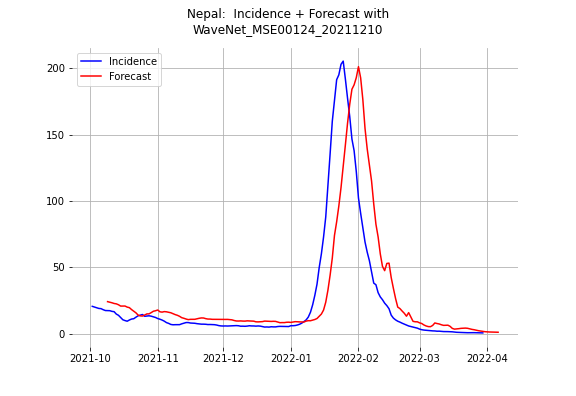 Nepal:  Incidence + Forecast with
WaveNet_MSE00124_20211210
Incidence
Forecast
200
150
100
50
0
2021-10 2021-11 2021-12 2022-01 2022-02 2022-03 2022-04